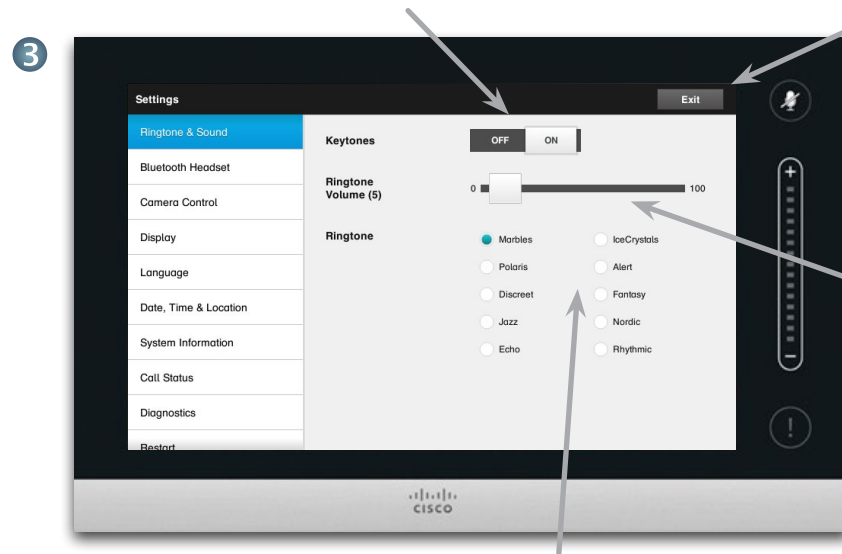 3
Settings
Exit
Ringtone & Sound
Bluetooth Headset
Camera Control
Display
Language
Date, Time & Location
System Information
Call Status
Diagnostics
Restart
Keytones
OFF ON
Ringtone
Volume (5)
0 100
Ringtone
Marbles IceCrystals
Polaris Alert
Discreet Fantasy
Jazz Nordic
Echo Rhythmic
+
–
!
CISCO